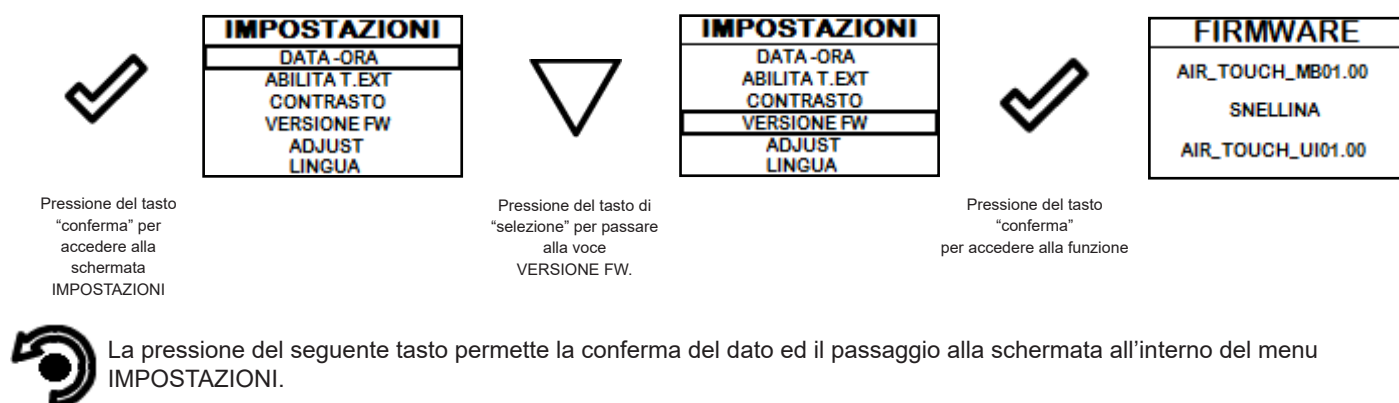 IMPOSTAZIONI
DATA-ORA
ABILITA T.EXT
CONTRASTO
VERSIONE FW
ADJUST
LINGUA
IMPOSTAZIONI
DATA-ORA
ABILITA T.EXT
CONTRASTO
VERSIONE FW
ADJUST
LINGUA
FIRMWARE
AIR_TOUCH_MB01.00
SNELLINA
AIR_TOUCH_UI01.00
Pressione del tasto
“conferma” per
accedere alla
schermata
IMPOSTAZIONI
Pressione del tasto di
“selezione” per passare
alla voce
VERSIONE FW.
Pressione del tasto
“conferma”
per accedere alla funzione
La pressione del seguente tasto permette la conferma del dato ed il passaggio alla schermata all’interno del menu
IMPOSTAZIONI.